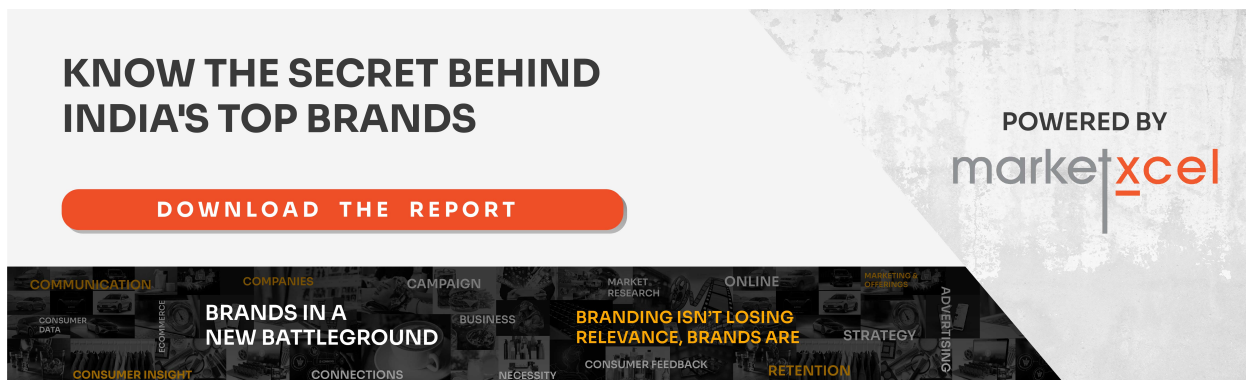 KNOW THE SECRET BEHIND
INDIA'S TOP BRANDS
DOWNLOAD THE REPORT
POWERED BY
marketxcel
COMMUNICATION
COMPANIES
CAMPAIGN
MARKET
RESEARCH
ONLINE
MARKETING &
OFFERINGS
ADVERTISING
CONSUMER
DATA
ECOMMERCE
BRANDS IN A
NEW BATTLEGROUND
BUSINESS
BRANDING ISN'T LOSING
RELEVANCE, BRANDS ARE
STRATEGY
CONSUMER INSIGHT
CONNECTIONS
NECESSITY
CONSUMER FEEDBACK
RETENTION